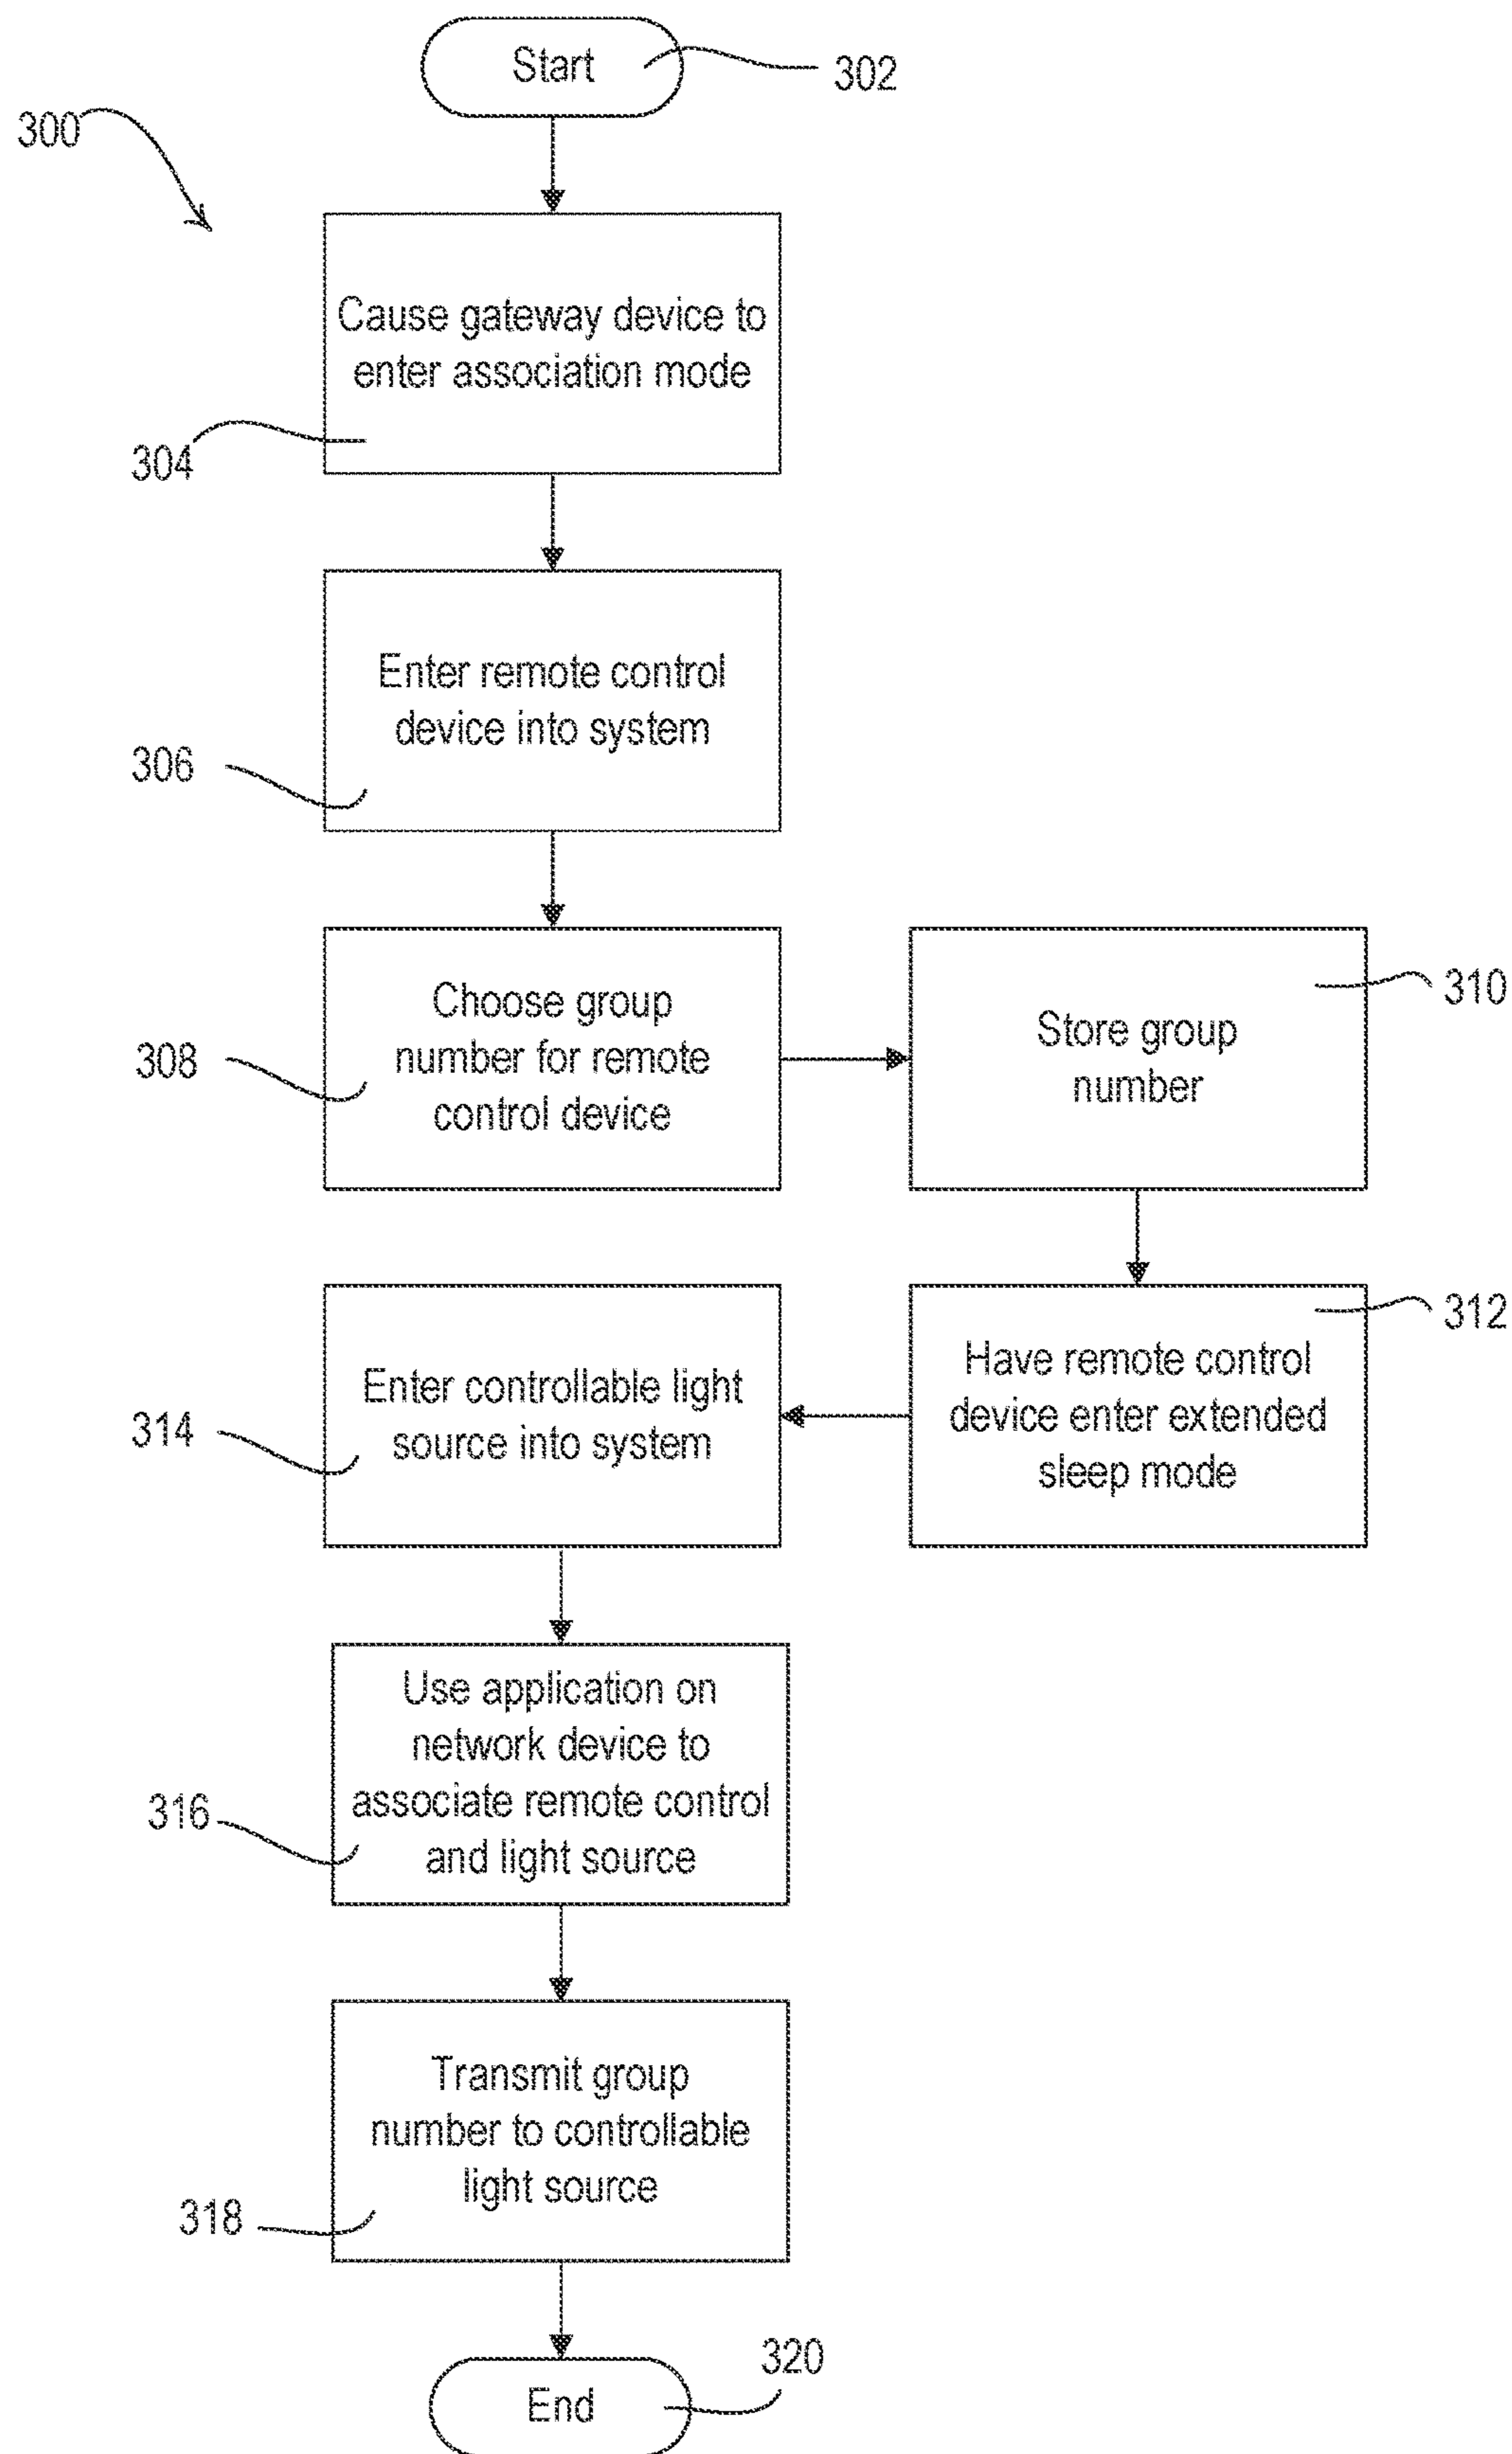 Start
302
300
Cause gateway device to
enter association mode
304
Enter remote control
device into system
306
Choose group
number for remote
control device
308
310
Store group
number
312
Have remote control
device enter extended
sleep mode
Enter controllable light
source into system
314
Use application on
network device to
associate remote control
and light source
316
Transmit group
number to controllable
light source
318
320
End